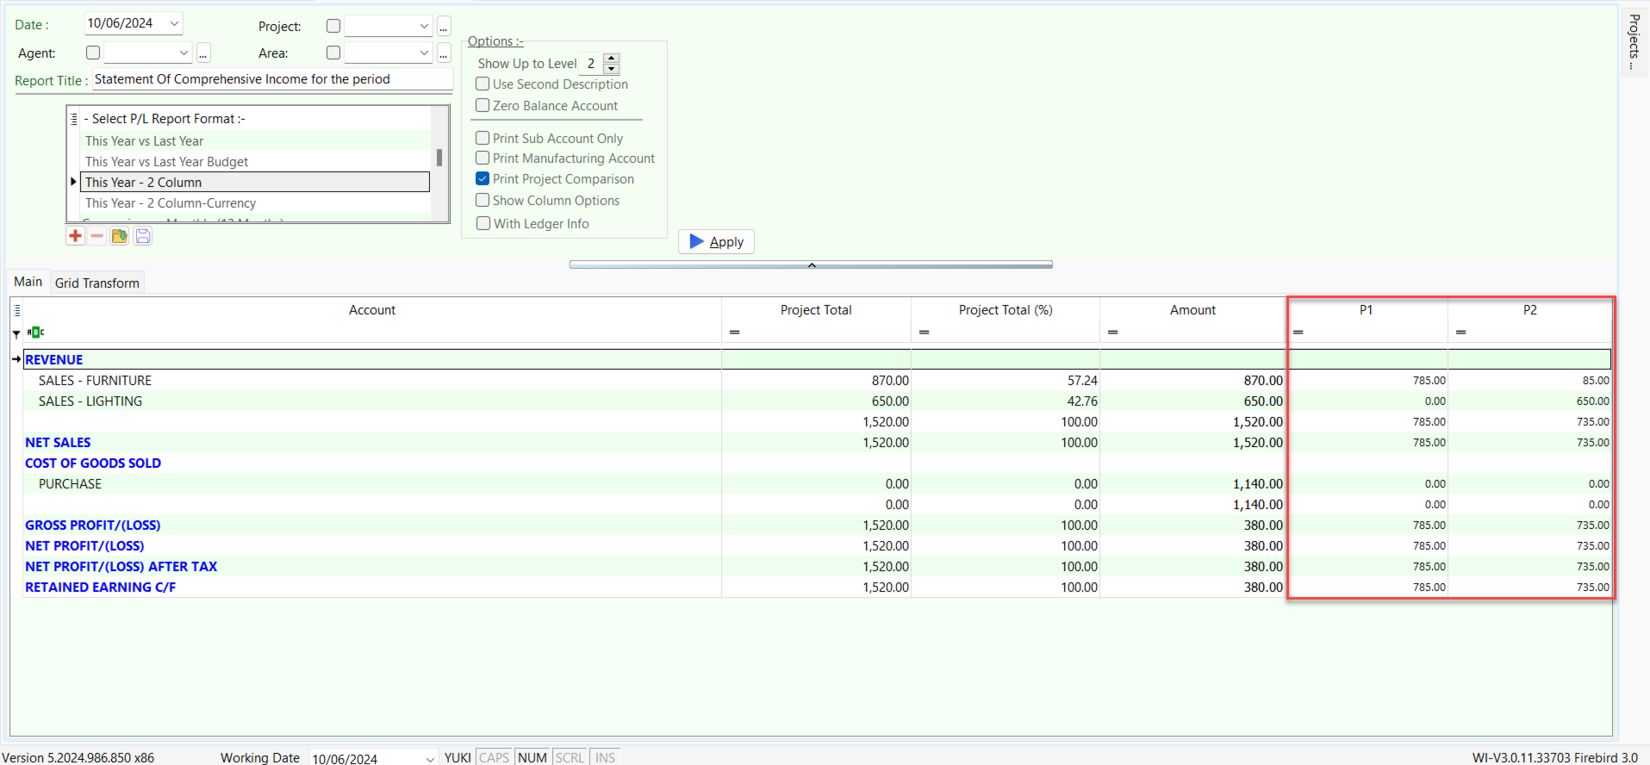 Date :
10/06/2024
Project:
...
Agent:
...
Area:
...
Report Title :
Statement Of Comprehensive Income for the period
Options :-
Show Up to Level 2
Use Second Description
Zero Balance Account
Print Sub Account Only
Print Manufacturing Account
Print Project Comparison
Show Column Options
With Ledger Info
- Select P/L Report Format :-
This Year vs Last Year
This Year vs Last Year Budget
This Year - 2 Column
This Year - 2 Column-Currency
Apply
Projects ...
Main Grid Transform
Account Project Total Project Total (%) Amount P1 P2
= = = = =
REVENUE
SALES - FURNITURE 870.00 57.24 870.00 785.00 85.00
SALES - LIGHTING 650.00 42.76 650.00 0.00 650.00
1,520.00 100.00 1,520.00 785.00 735.00
NET SALES 1,520.00 100.00 1,520.00 785.00 735.00
COST OF GOODS SOLD
PURCHASE 0.00 0.00 1,140.00 0.00 0.00
0.00 0.00 1,140.00 0.00 0.00
GROSS PROFIT/(LOSS) 1,520.00 100.00 380.00 785.00 735.00
NET PROFIT/(LOSS) 1,520.00 100.00 380.00 785.00 735.00
NET PROFIT/(LOSS) AFTER TAX 1,520.00 100.00 380.00 785.00 735.00
RETAINED EARNING C/F 1,520.00 100.00 380.00 785.00 735.00
Version 5.2024.986.850 x86 Working Date 10/06/2024 YUKI CAPS NUM SCRL INS WI-V3.0.11.33703 Firebird 3.0